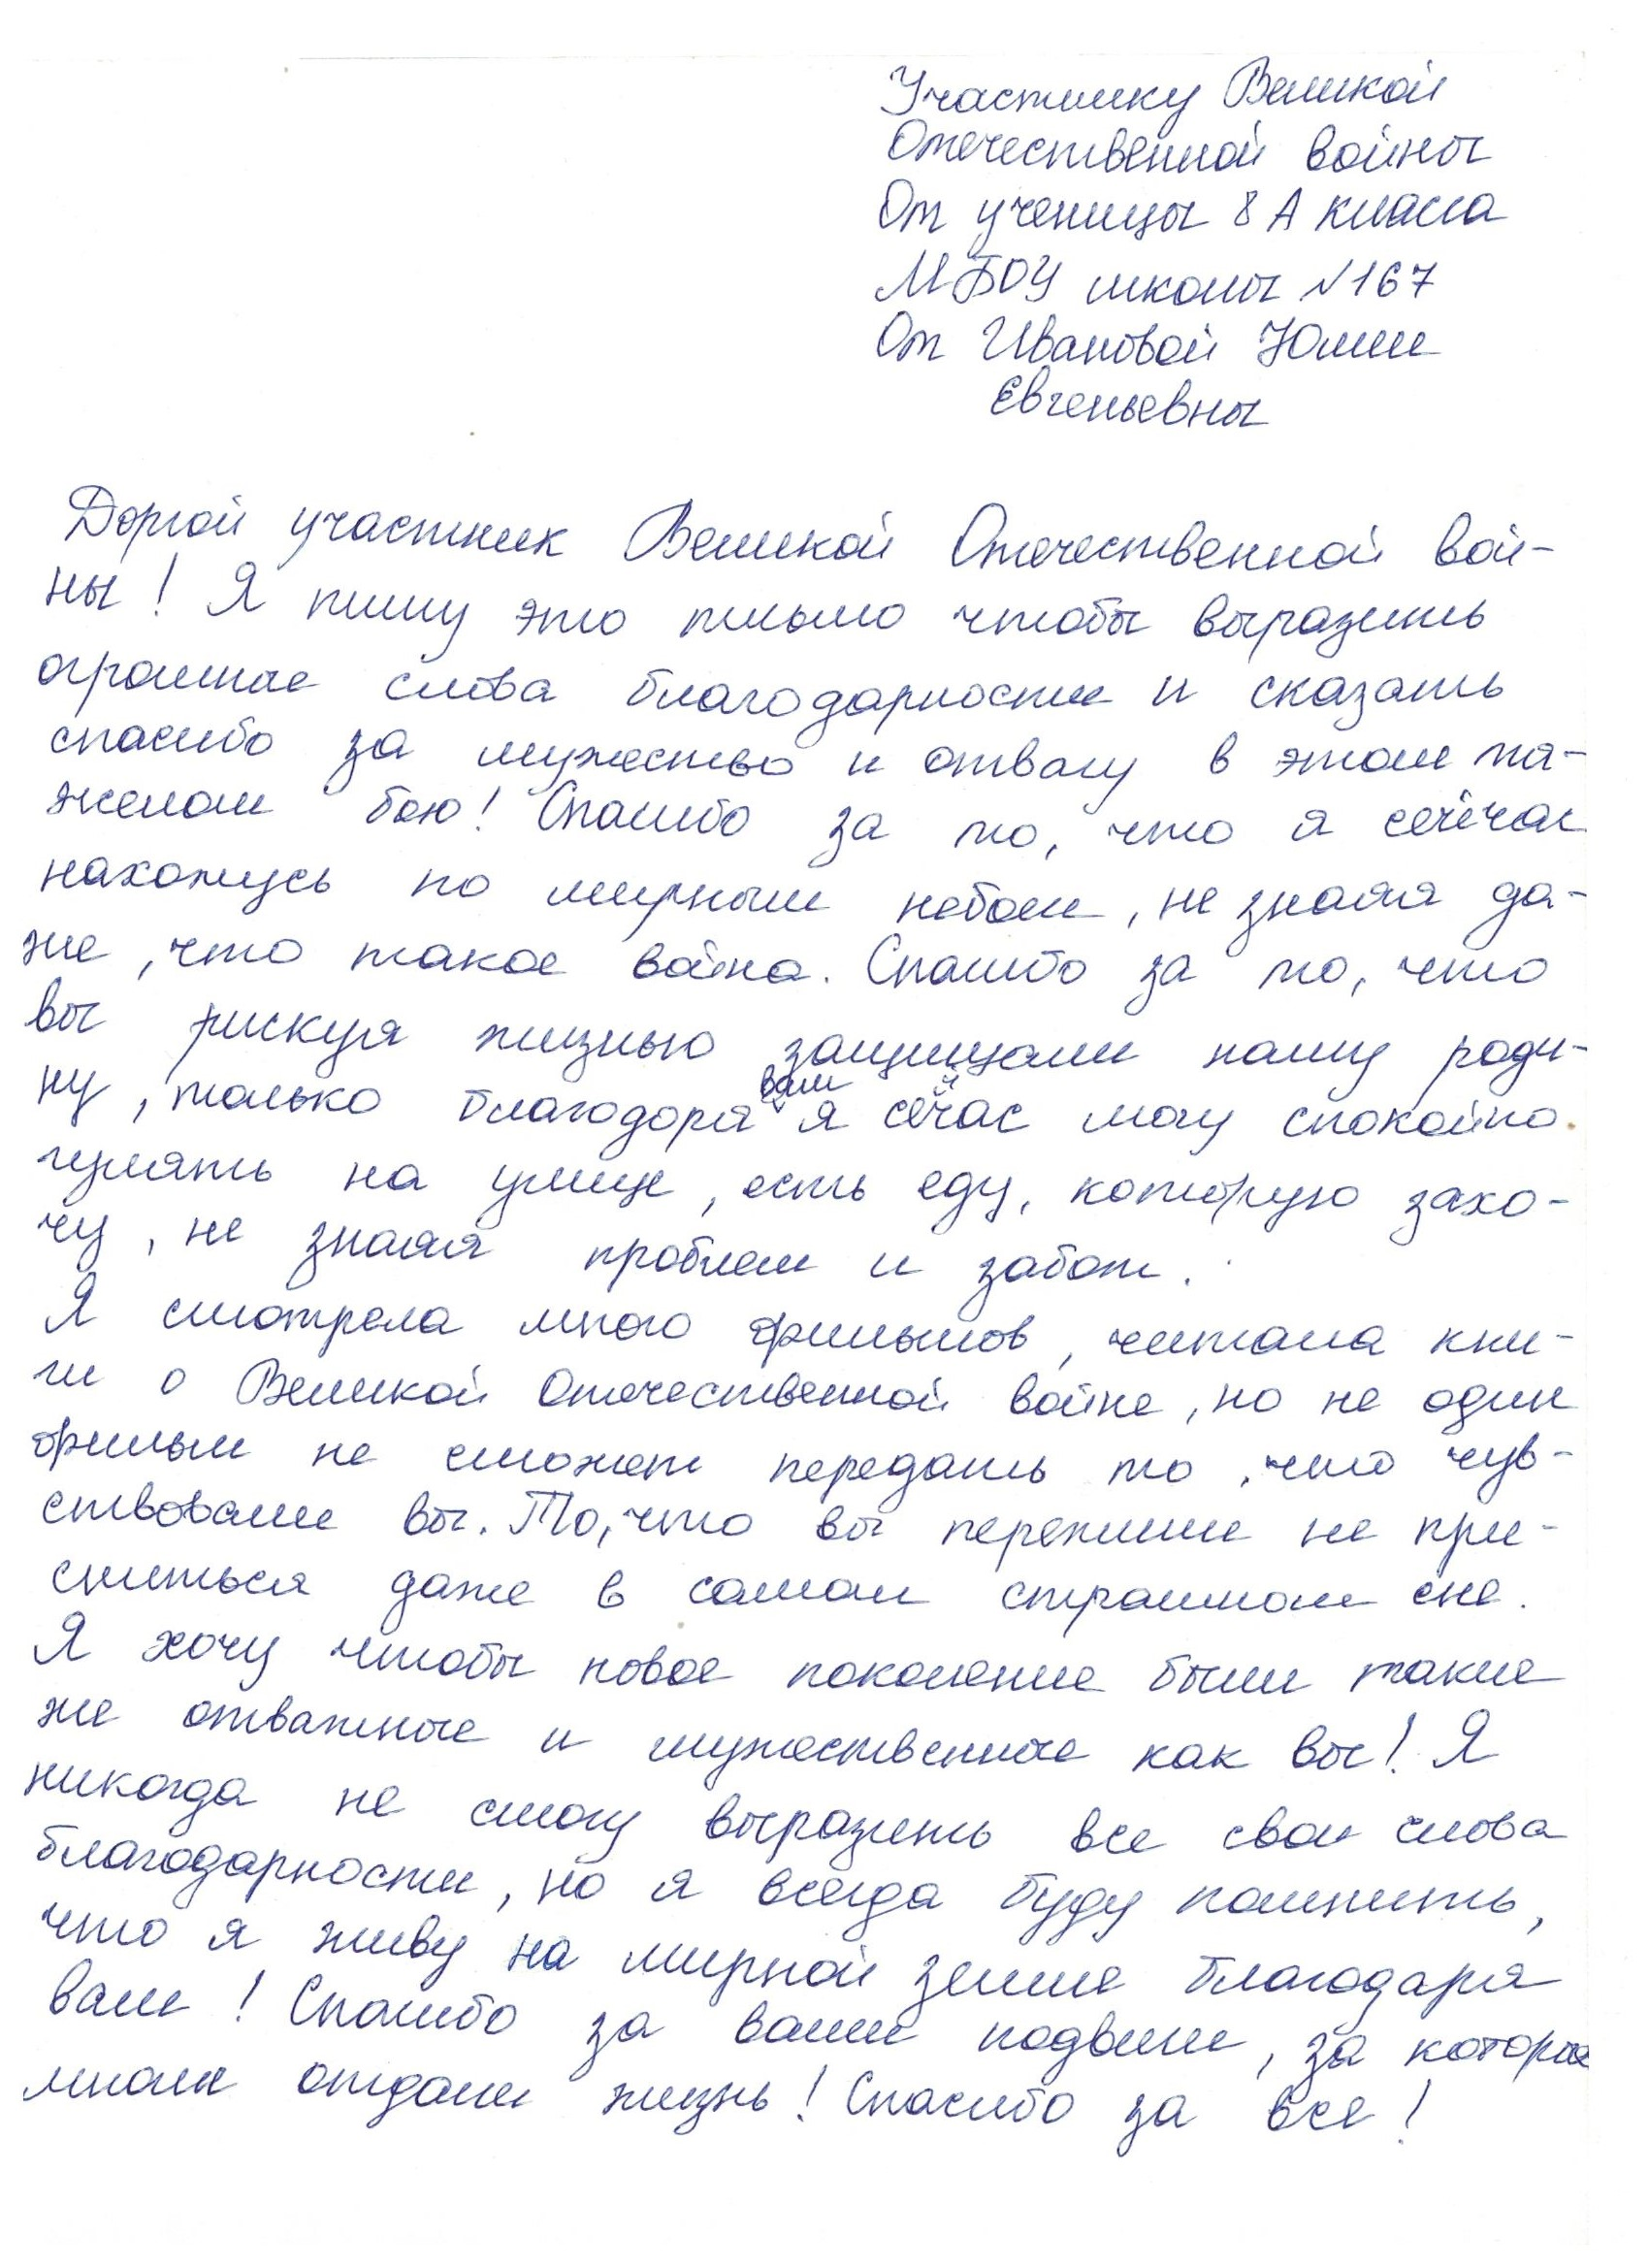 Участнику Великой
Отечественной войны
От ученицы 8 А класса
МБОУ школы №167
От Ивановой Юлии
Евгеньевны
Доргой участник Великой Отечественной вой-
ны! Я пишу это письмо чтобы выразить
огромные слова благодарности и сказать
спасибо за мужество и отвагу в этом тя-
желом бою! Спасибо за то, что я сейчас
нахожусь по мирным небом, не зная да-
же, что такое война. Спасибо за то, что
вы рискуя жизнью защищали нашу роди-
ну, только благодоря вам я сейчас могу спокойно
гулять на улице, есть еду, которую захо-
чу, не зная проблем и забот.
Я смотрела много фильмов, читала кни-
ги о Великой Отечественной войне, но не один
фильм не сможет передать то, что чув-
ствовали вы. То, что вы пережили не при-
сниться даже в самом страшном сне.
Я хочу чтобы новое поколение были такие
же отважные и мужественные как вы! Я
никогда не смогу выразить все свои слова
благодарности, но я всегда буду помнить,
что я живу на мирной земле благодаря
вам! Спасибо за ваши подвиги, за которые
многи отдали жизнь! Спасибо за все!